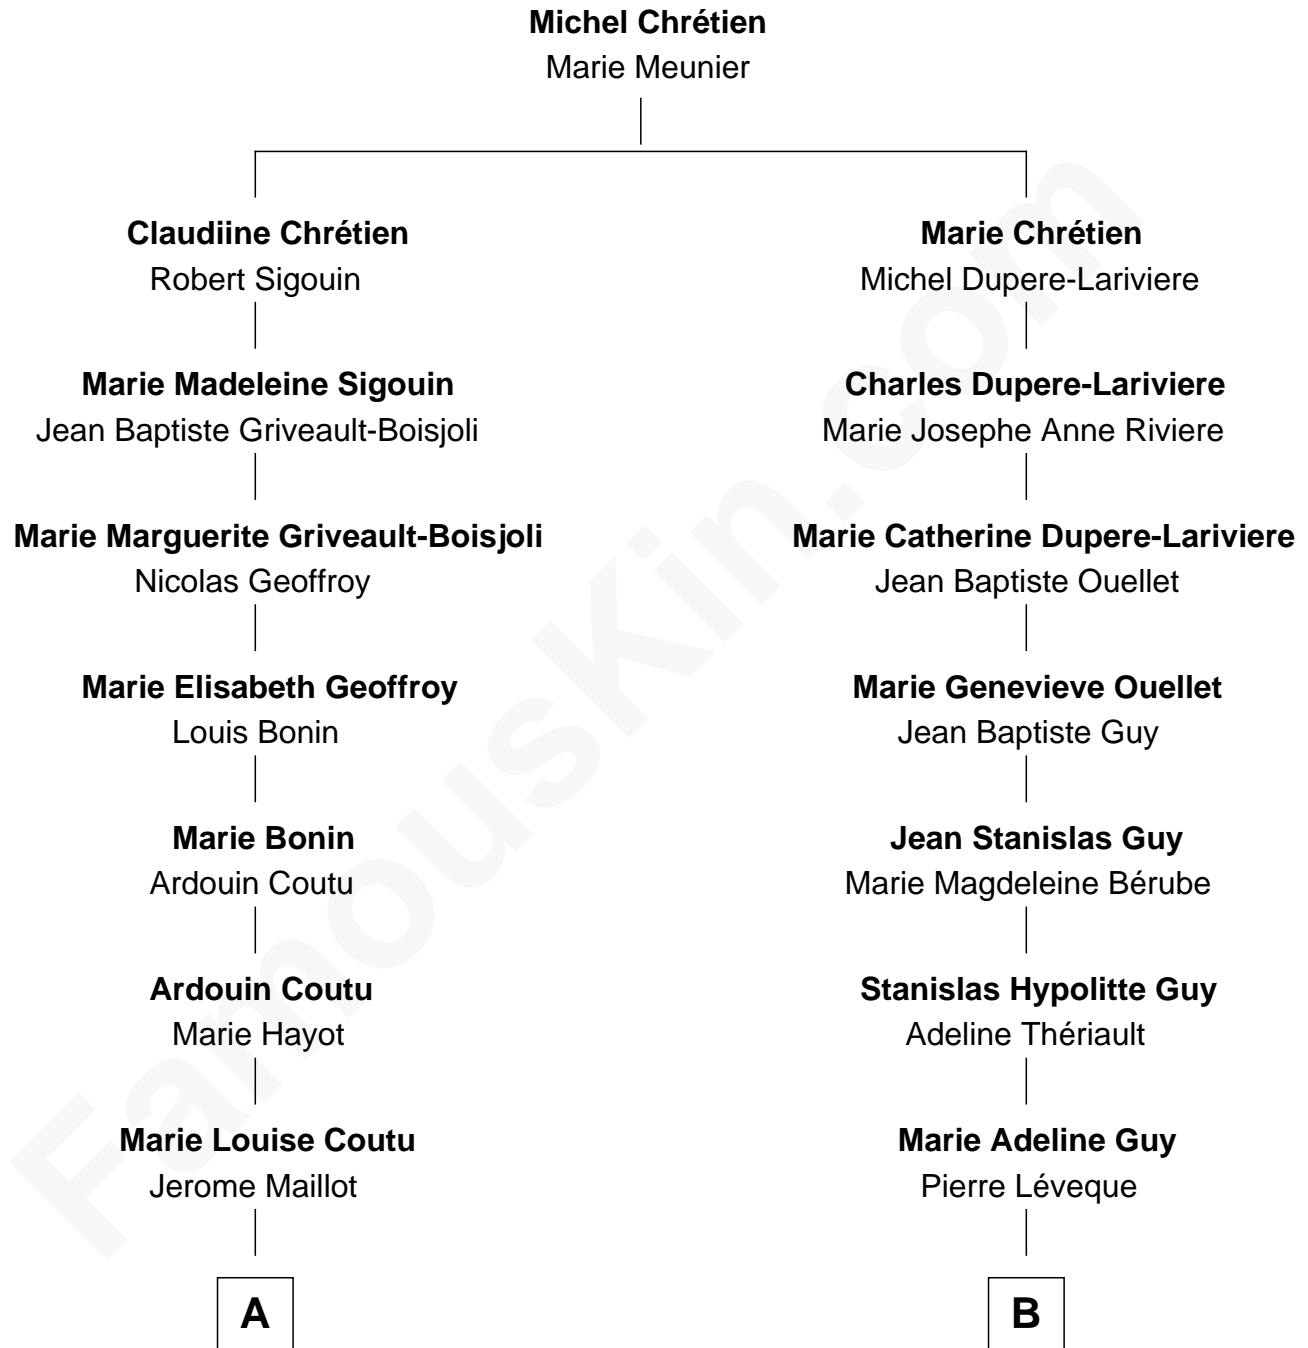 Michel Chrétien
Marie Meunier
Claudiine Chrétien
Robert Sigouin
Marie Chrétien
Michel Dupere-Lariviere
Marie Madeleine Sigouin
Jean Baptiste Griveault-Boisjoli
Charles Dupere-Lariviere
Marie Josephe Anne Riviere
Marie Marguerite Griveault-Boisjoli
Nicolas Geoffroy
Marie Catherine Dupere-Lariviere
Jean Baptiste Ouellet
Marie Elisabeth Geoffroy
Louis Bonin
Marie Genevieve Ouellet
Jean Baptiste Guy
Marie Bonin
Ardouin Coutu
Jean Stanislas Guy
Marie Magdeleine Bérube
Ardouin Coutu
Marie Hayot
Stanislas Hypolitte Guy
Adeline Thériault
Marie Louise Coutu
Jerome Maillot
Marie Adeline Guy
Pierre Léveque
A
B
FamousKin.com